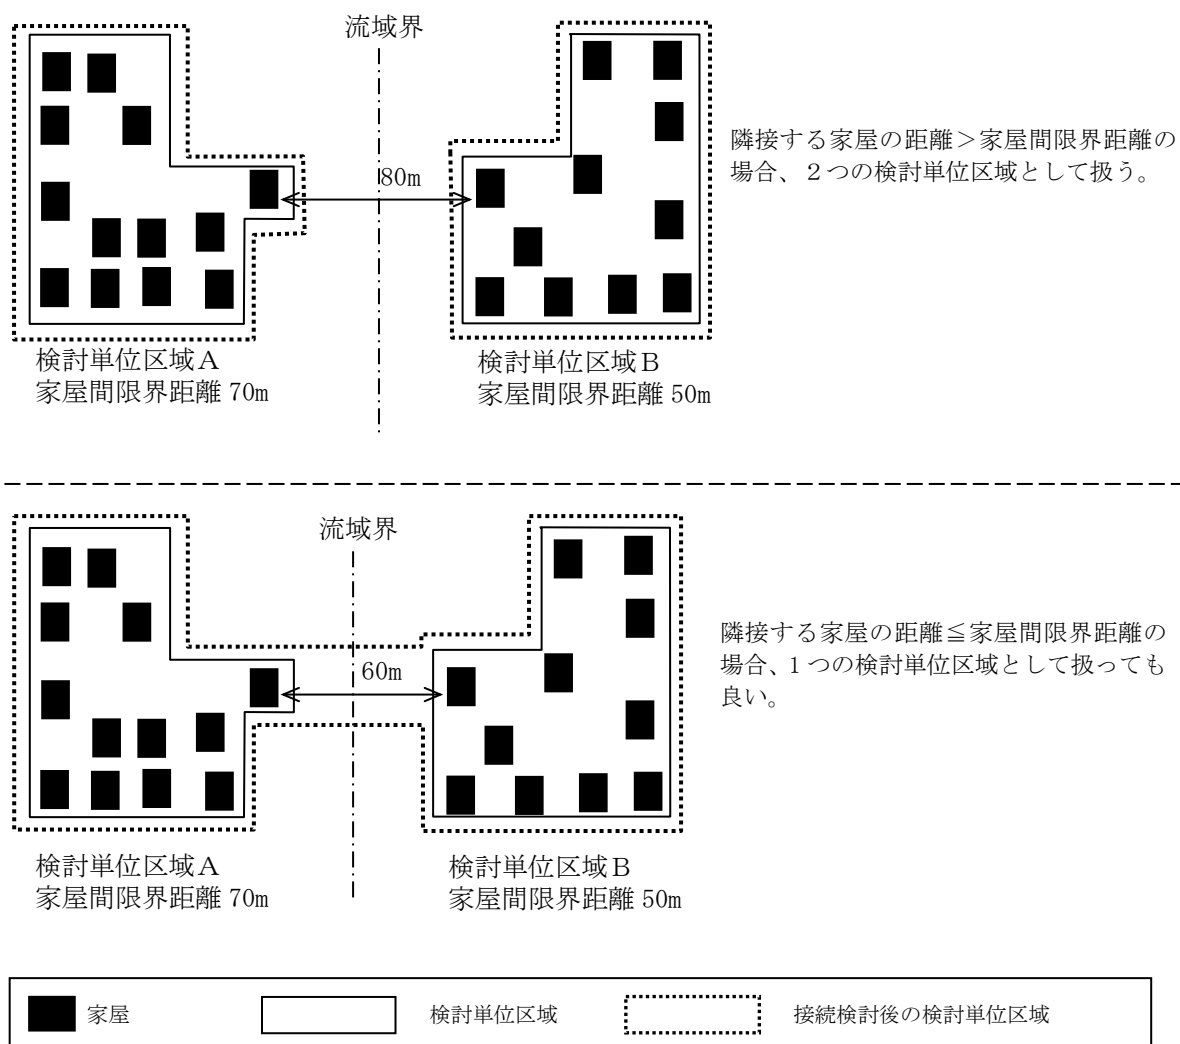 流域界
80m
隣接する家屋の距離＞家屋間限界距離の
場合、２つの検討単位区域として扱う。
検討単位区域Ａ
家屋間限界距離 70m
検討単位区域Ｂ
家屋間限界距離 50m
流域界
60m
隣接する家屋の距離≦家屋間限界距離の
場合、1 つの検討単位区域として扱っても
良い。
検討単位区域Ａ
家屋間限界距離 70m
検討単位区域Ｂ
家屋間限界距離 50m
家屋
検討単位区域
接続検討後の検討単位区域